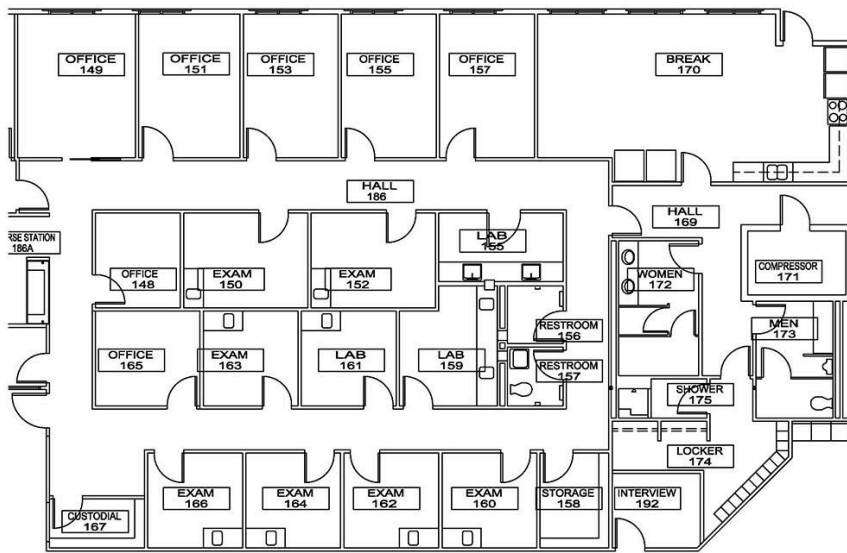 OFFICE
149
OFFICE
151
OFFICE
153
OFFICE
155
OFFICE
157
BREAK
170
HALL
186
HALL
169
RSE STATION
186A
OFFICE
148
EXAM
150
EXAM
152
LAB
155
WOMEN
172
COMPRESSOR
171
OFFICE
165
EXAM
163
LAB
161
LAB
159
RESTROOM
156
RESTROOM
157
MEN
173
SHOWER
175
LOCKER
174
CUSTODIAL
167
EXAM
166
EXAM
164
EXAM
162
EXAM
160
STORAGE
158
INTERVIEW
192